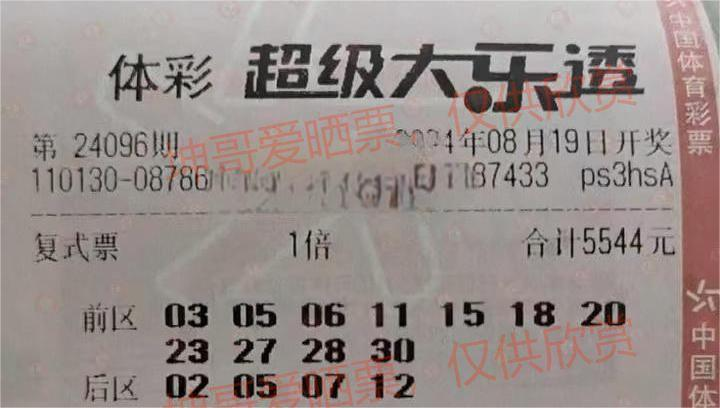 体彩 超级大乐透
第 24096期 2024年08月19日开奖
110130-08786 87433 ps3hsA
复式票 1倍 合计5544元
前区 03 05 06 11 15 18 20
23 27 28 30
后区 02 05 07 12
坤哥爱晒票 仅供欣赏
坤哥爱晒票 仅供欣赏
中国体育彩票
中国体